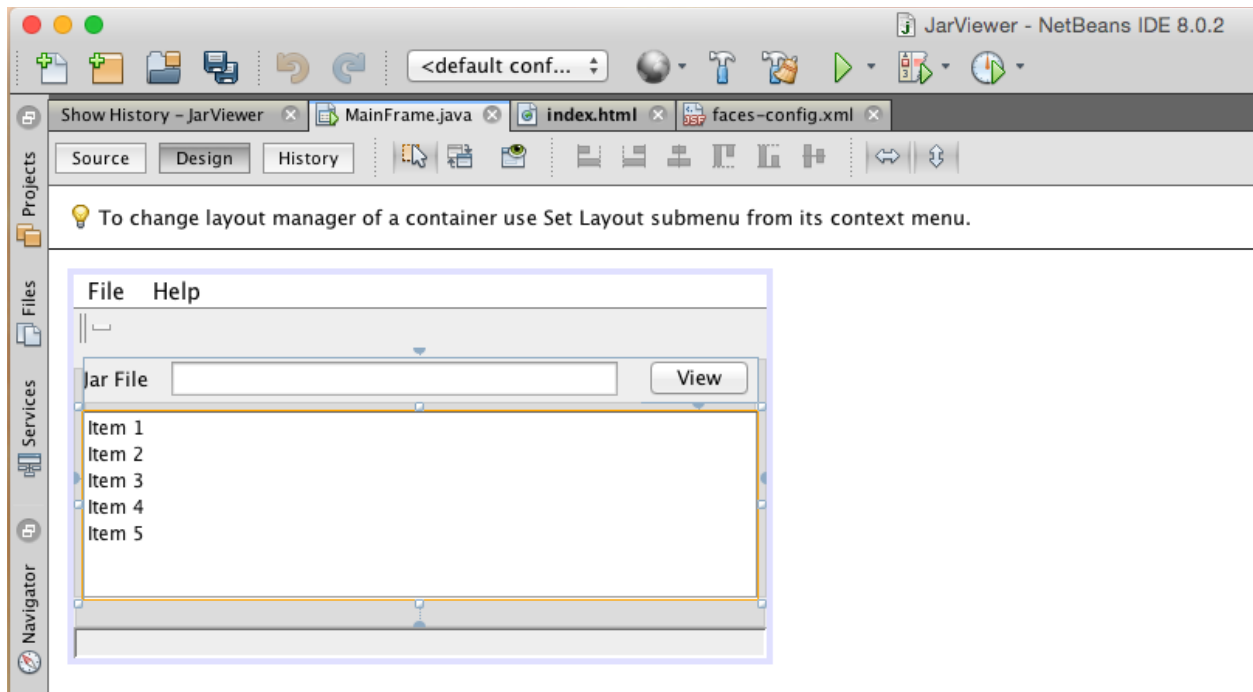 JarViewer - NetBeans IDE 8.0.2
<default conf...
Show History - JarViewer MainFrame.java index.html faces-config.xml
Source Design History
To change layout manager of a container use Set Layout submenu from its context menu.
Projects
Files
Services
Navigator
File Help
Jar File View
Item 1
Item 2
Item 3
Item 4
Item 5